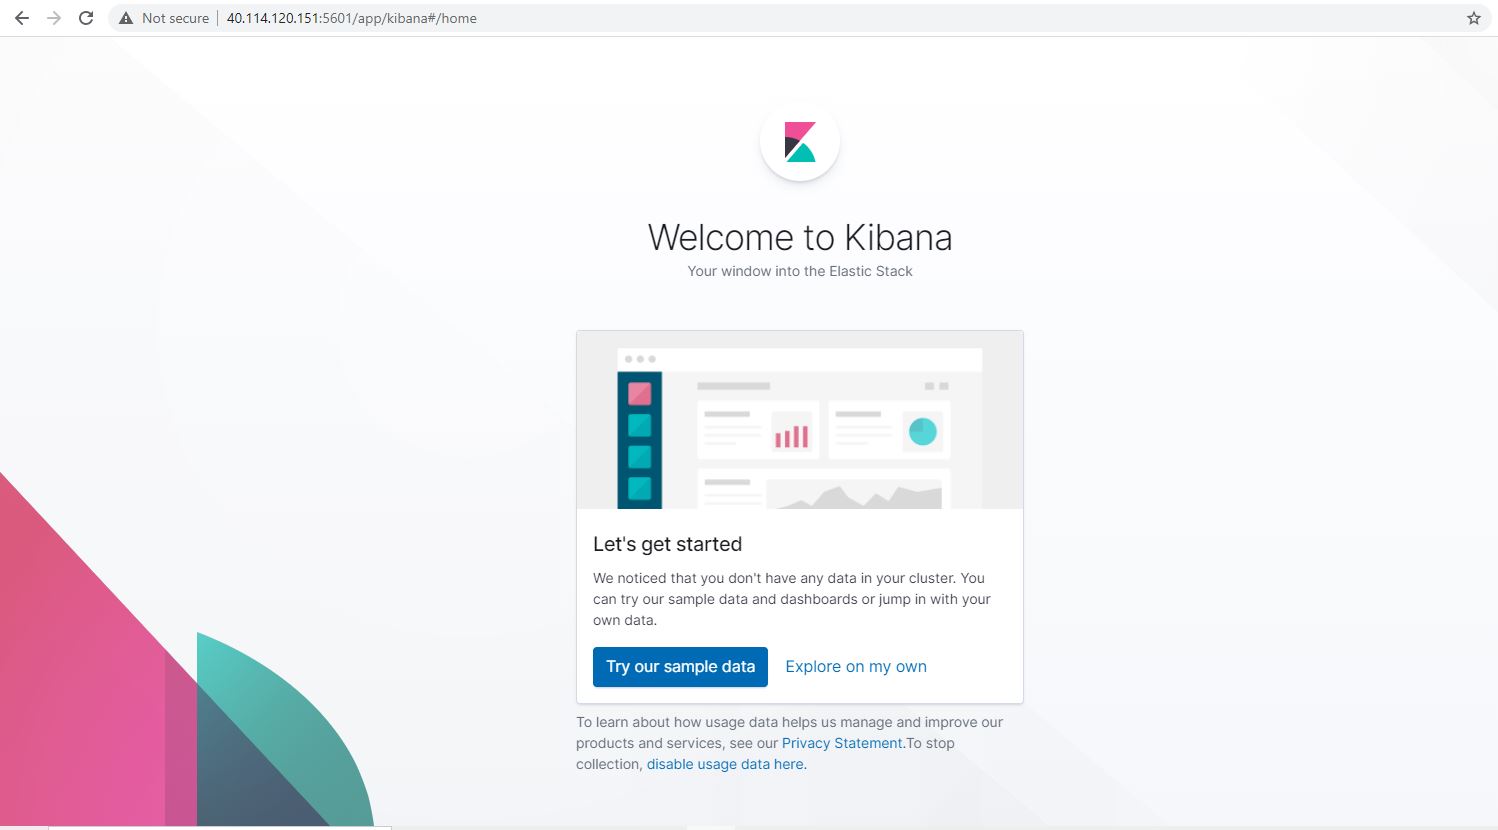 Not secure | 40.114.120.151:5601/app/kibana#/home
Welcome to Kibana
Your window into the Elastic Stack
Let's get started
We noticed that you don't have any data in your cluster. You
can try our sample data and dashboards or jump in with your
own data.
Try our sample data Explore on my own
To learn about how usage data helps us manage and improve our
products and services, see our Privacy Statement.To stop
collection, disable usage data here.